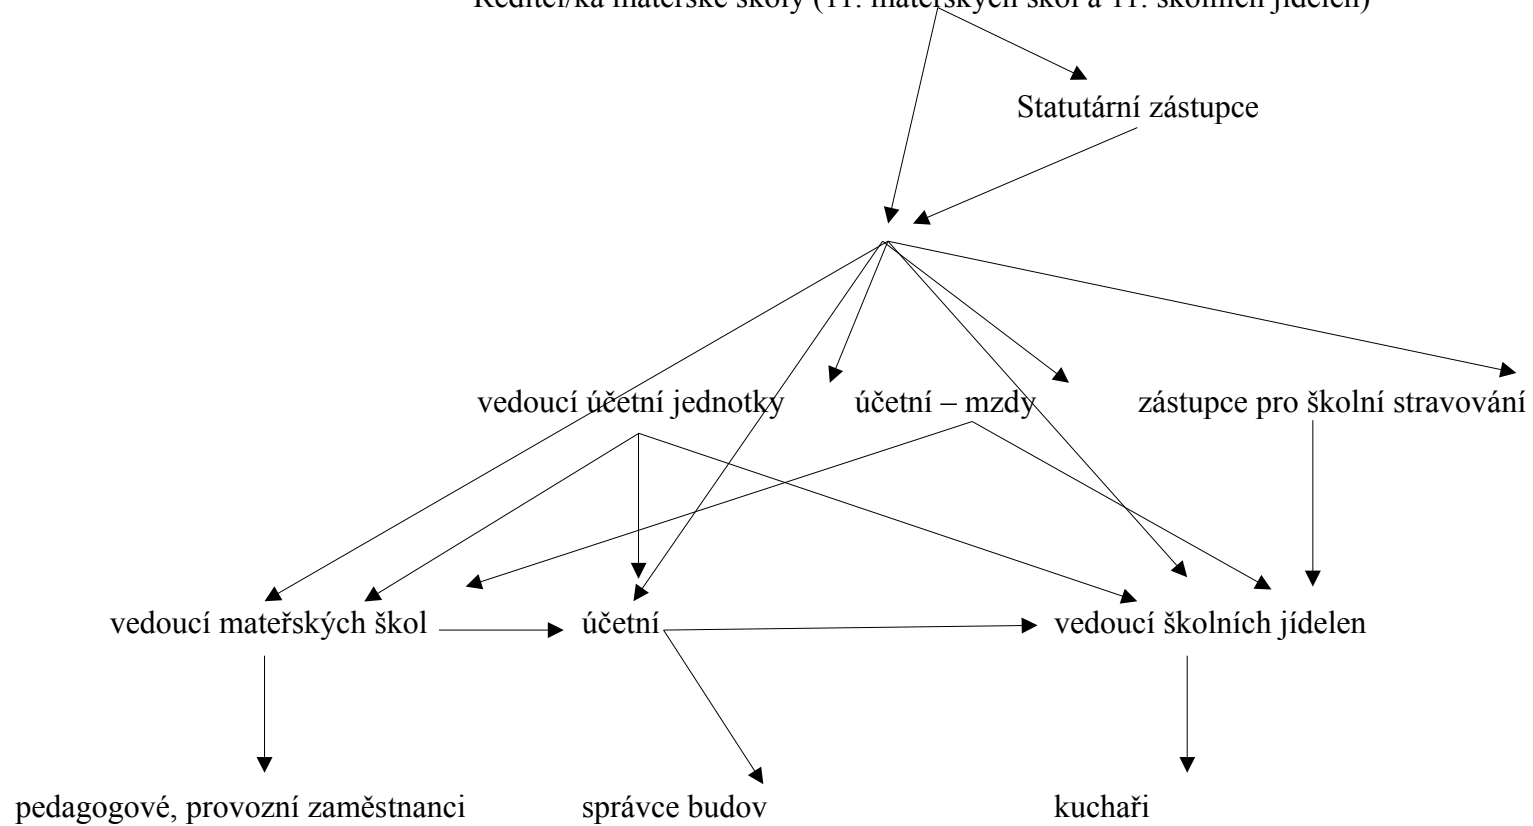 Ředitel/ka mateřské školy (11. mateřských škol a 11. školních jídelen)
Statutární zástupce
vedoucí účetní jednotky účetní – mzdy zástupce pro školní stravování
vedoucí mateřských škol účetní vedoucí školních jídelen
pedagogové, provozní zaměstnanci správce budov kuchaři